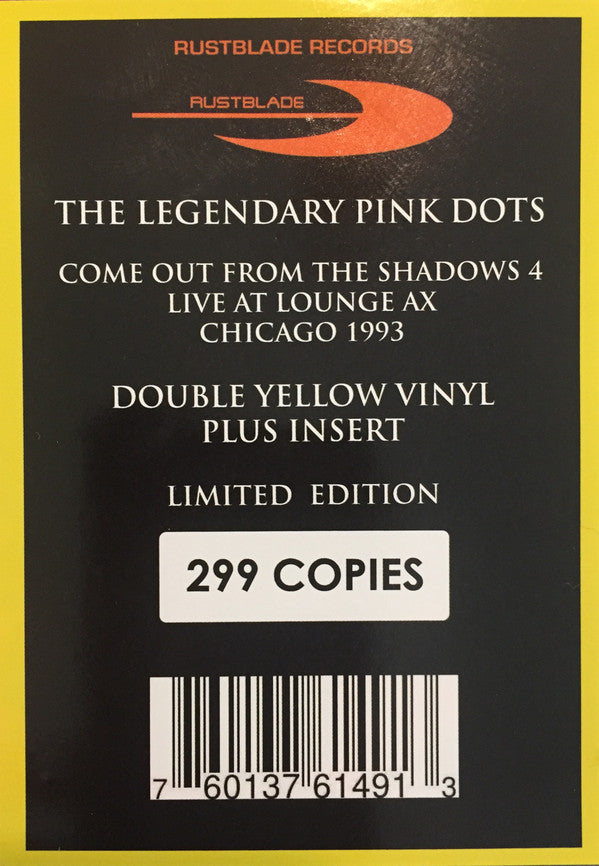 RUSTBLADE RECORDS
RUSTBLADE
THE LEGENDARY PINK DOTS
COME OUT FROM THE SHADOWS 4
LIVE AT LOUNGE AX
CHICAGO 1993
DOUBLE YELLOW VINYL
PLUS INSERT
LIMITED EDITION
299 COPIES
7 60137 61491 3